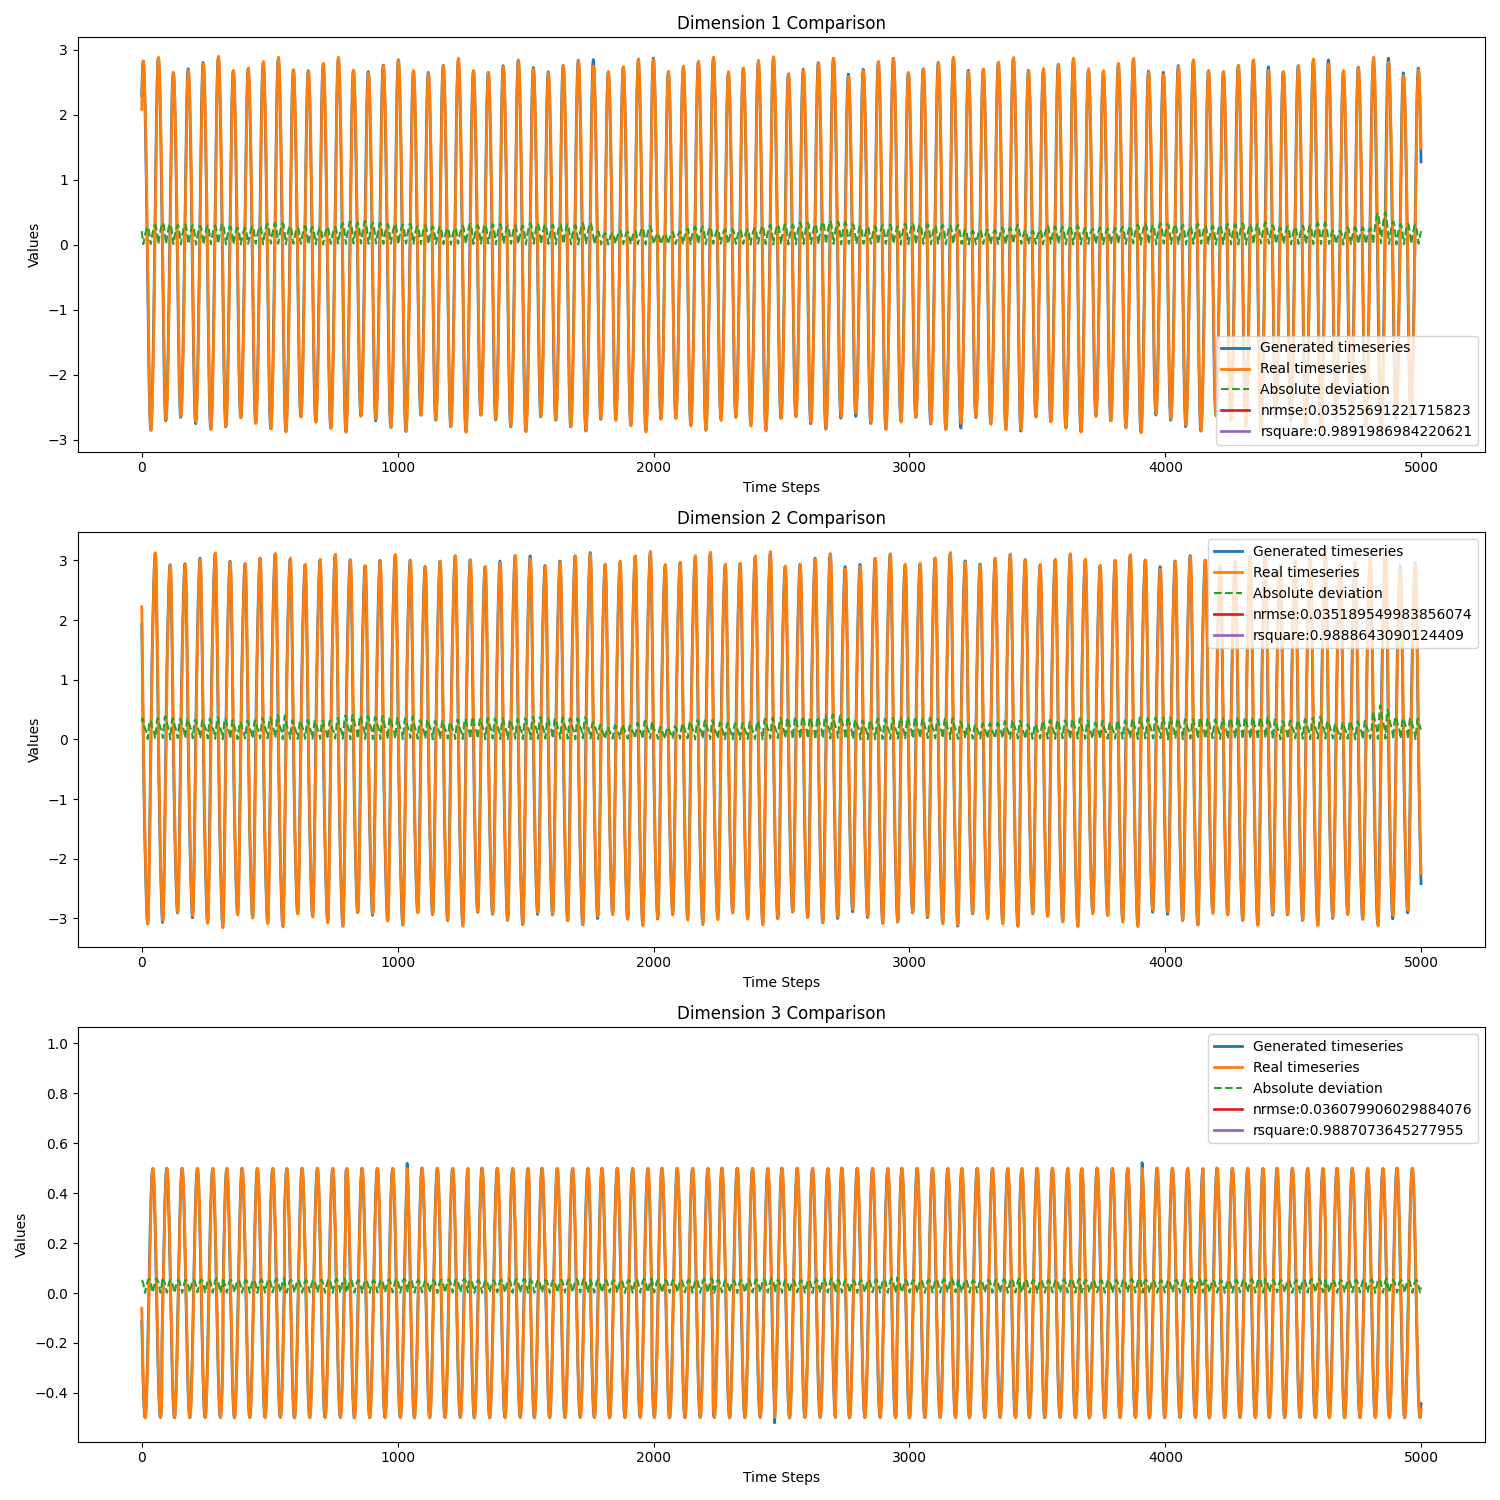 Dimension 1 Comparison
3
2
1
0
−1
−2
−3
Values
Generated timeseries
Real timeseries
Absolute deviation
nrmse:0.03525691221715823
rsquare:0.9891986984220621
0 1000 2000 3000 4000 5000
Time Steps
Dimension 2 Comparison
3
2
1
0
−1
−2
−3
Values
Generated timeseries
Real timeseries
Absolute deviation
nrmse:0.035189549983856074
rsquare:0.9888643090124409
0 1000 2000 3000 4000 5000
Time Steps
Dimension 3 Comparison
1.0
0.8
0.6
0.4
0.2
0.0
−0.2
−0.4
Values
Generated timeseries
Real timeseries
Absolute deviation
nrmse:0.036079906029884076
rsquare:0.9887073645277955
0 1000 2000 3000 4000 5000
Time Steps